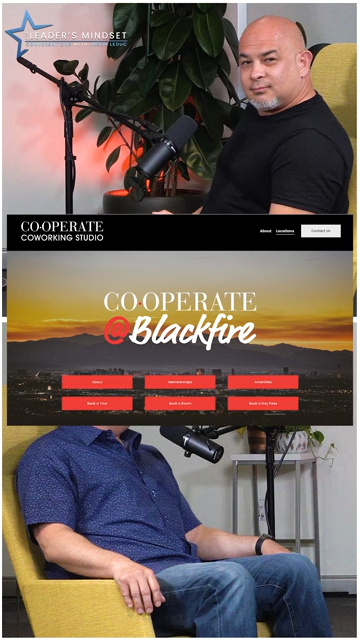 LEADER'S MINDSET
CO·OPERATE
COWORKING STUDIO
About Locations Contact Us
CO·OPERATE
@Blackfire
About Memberships Amenities
Book a Tour Book a Room Book a Day Pass